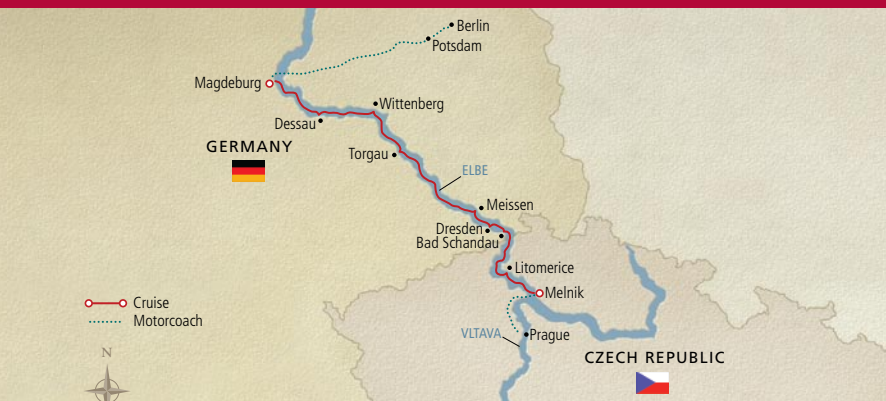 Berlin
Potsdam
Magdeburg
Wittenberg
Dessau
GERMANY
Torgau
ELBE
Meissen
Dresden
Bad Schandau
Litomerice
Melnik
Cruise
Motorcoach
VLTAVA
Prague
N
CZECH REPUBLIC